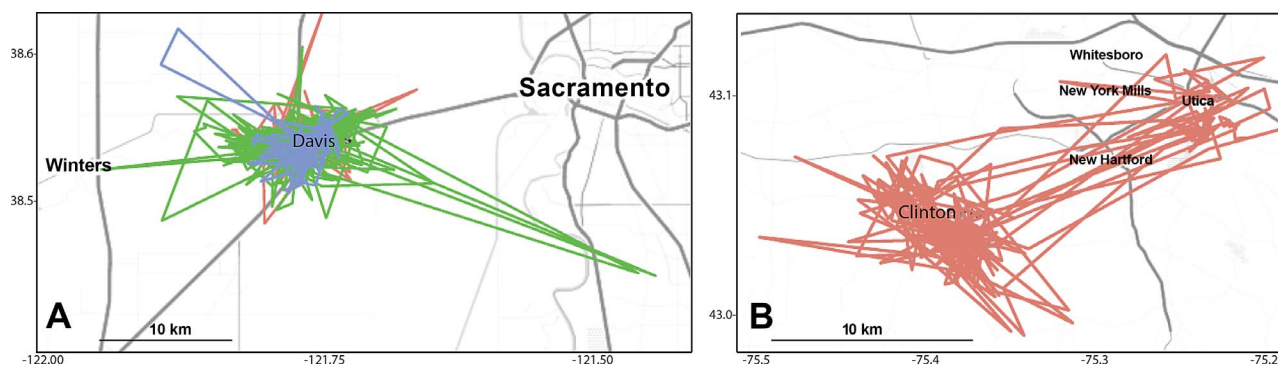 38.6
38.5
Winters
Davis
Sacramento
A
10 km
-122.00
-121.75
-121.50
43.1
43.0
Whitesboro
New York Mills
Utica
New Hartford
Clinton
B
10 km
-75.5
-75.4
-75.3
-75.2